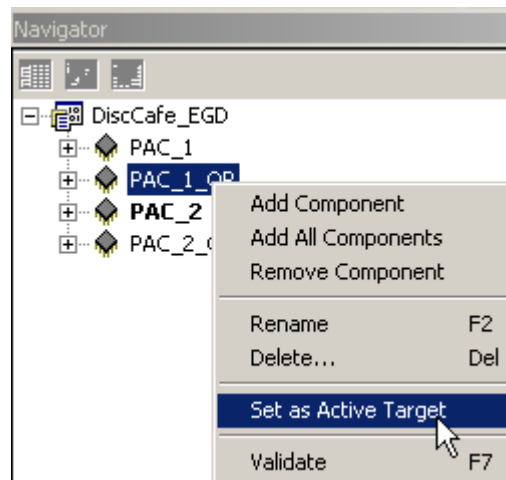 Navigator
DiscCafe_EGD
PAC_1
PAC_1_OB
PAC_2
PAC_2_
Add Component
Add All Components
Remove Component
Rename F2
Delete... Del
Set as Active Target
Validate F7